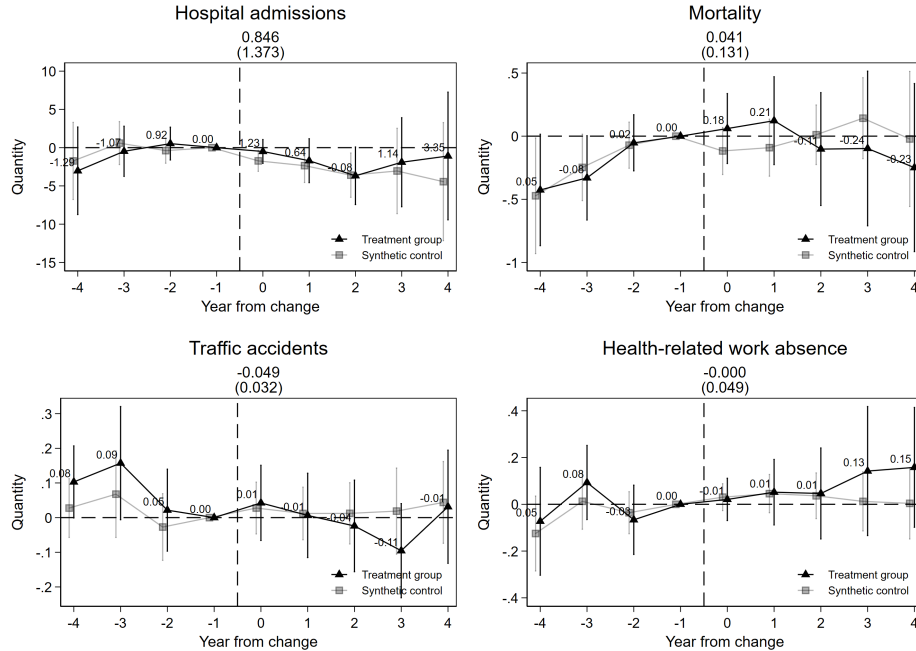 Hospital admissions
0.846
(1.373)
10
5
0
-5
-10
-15
Quantity
-1.29
-1.07
0.92
0.00
1.23
0.64
-0.08
1.14
3.35
Treatment group
Synthetic control
-4 -3 -2 -1 0 1 2 3 4
Year from change
Mortality
0.041
(0.131)
.5
0
-.5
-1
Quantity
0.05
-0.08
0.02
0.00
0.18
0.21
-0.24
-0.23
Treatment group
Synthetic control
-4 -3 -2 -1 0 1 2 3 4
Year from change
Traffic accidents
-0.049
(0.032)
.3
.2
.1
0
-.1
-.2
Quantity
0.08
0.09
0.05
0.00
0.01
0.01
-0.04
-0.11
-0.01
Treatment group
Synthetic control
-4 -3 -2 -1 0 1 2 3 4
Year from change
Health-related work absence
-0.000
(0.049)
.4
.2
0
-.2
-.4
Quantity
0.05
0.08
-0.03
0.00
-0.01
0.01
0.01
0.13
0.15
Treatment group
Synthetic control
-4 -3 -2 -1 0 1 2 3 4
Year from change